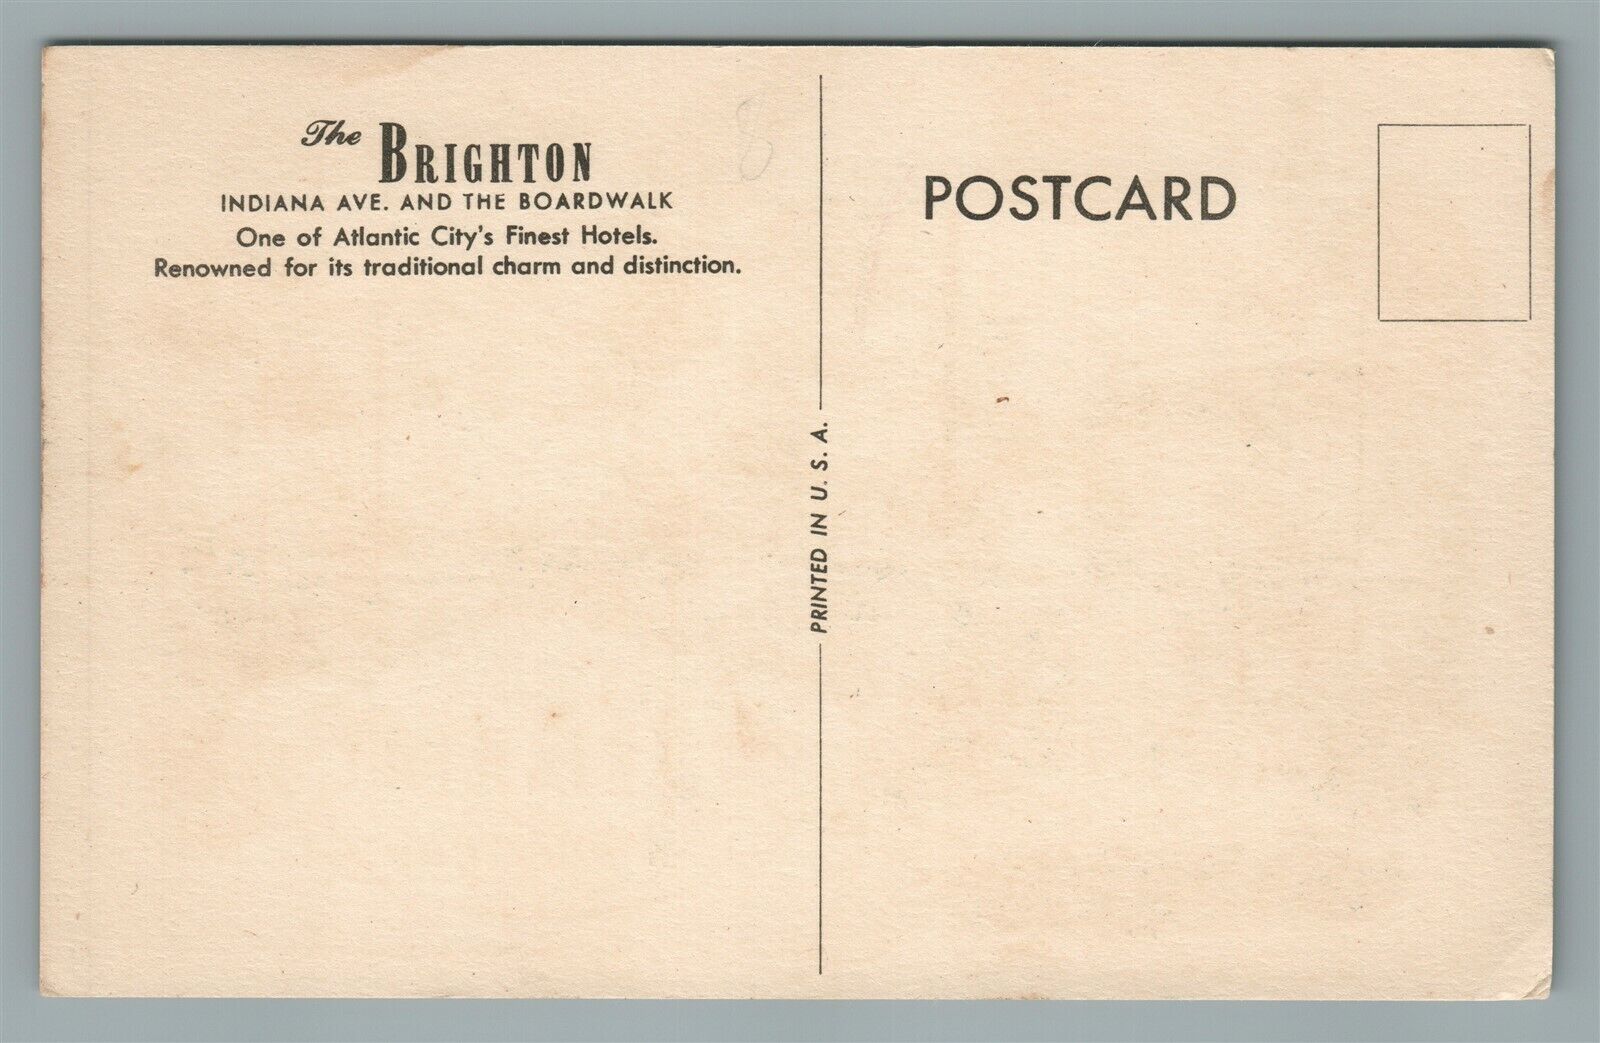 The BRIGHTON
INDIANA AVE. AND THE BOARDWALK
One of Atlantic City's Finest Hotels.
Renowned for its traditional charm and distinction.
8
POSTCARD
PRINTED IN U. S. A.